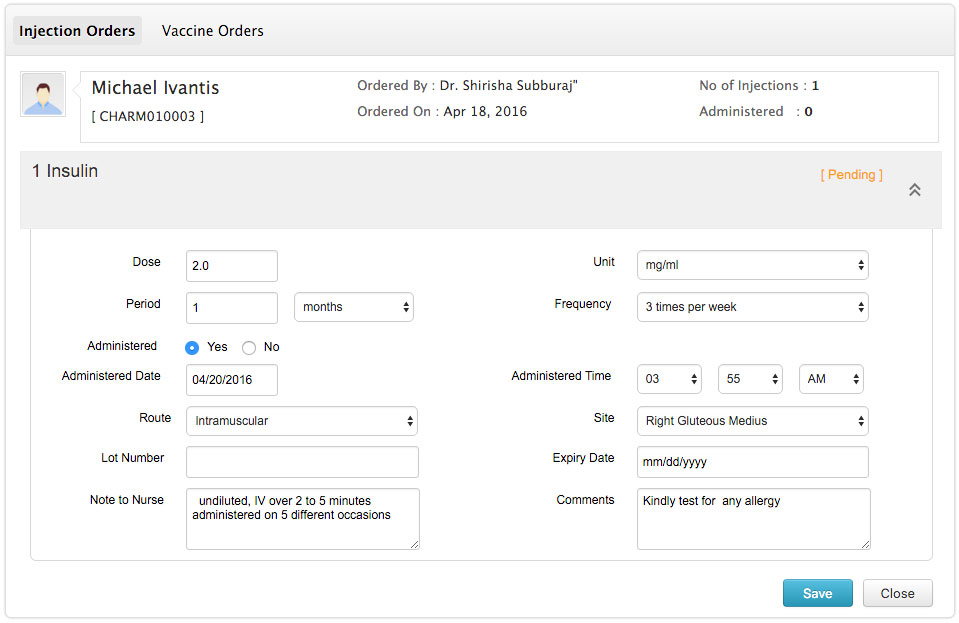 Injection Orders Vaccine Orders
Michael Ivantis
[ CHARM010003 ]
Ordered By : Dr. Shirisha Subburaj"
Ordered On : Apr 18, 2016
No of Injections : 1
Administered : 0
1 Insulin
[ Pending ]
Dose 2.0 Unit mg/ml
Period 1 months Frequency 3 times per week
Administered Yes No
Administered Date 04/20/2016 Administered Time 03 55 AM
Route Intramuscular Site Right Gluteous Medius
Lot Number Expiry Date mm/dd/yyyy
Note to Nurse undiluted, IV over 2 to 5 minutes
administered on 5 different occasions
Comments Kindly test for any allergy
Save Close